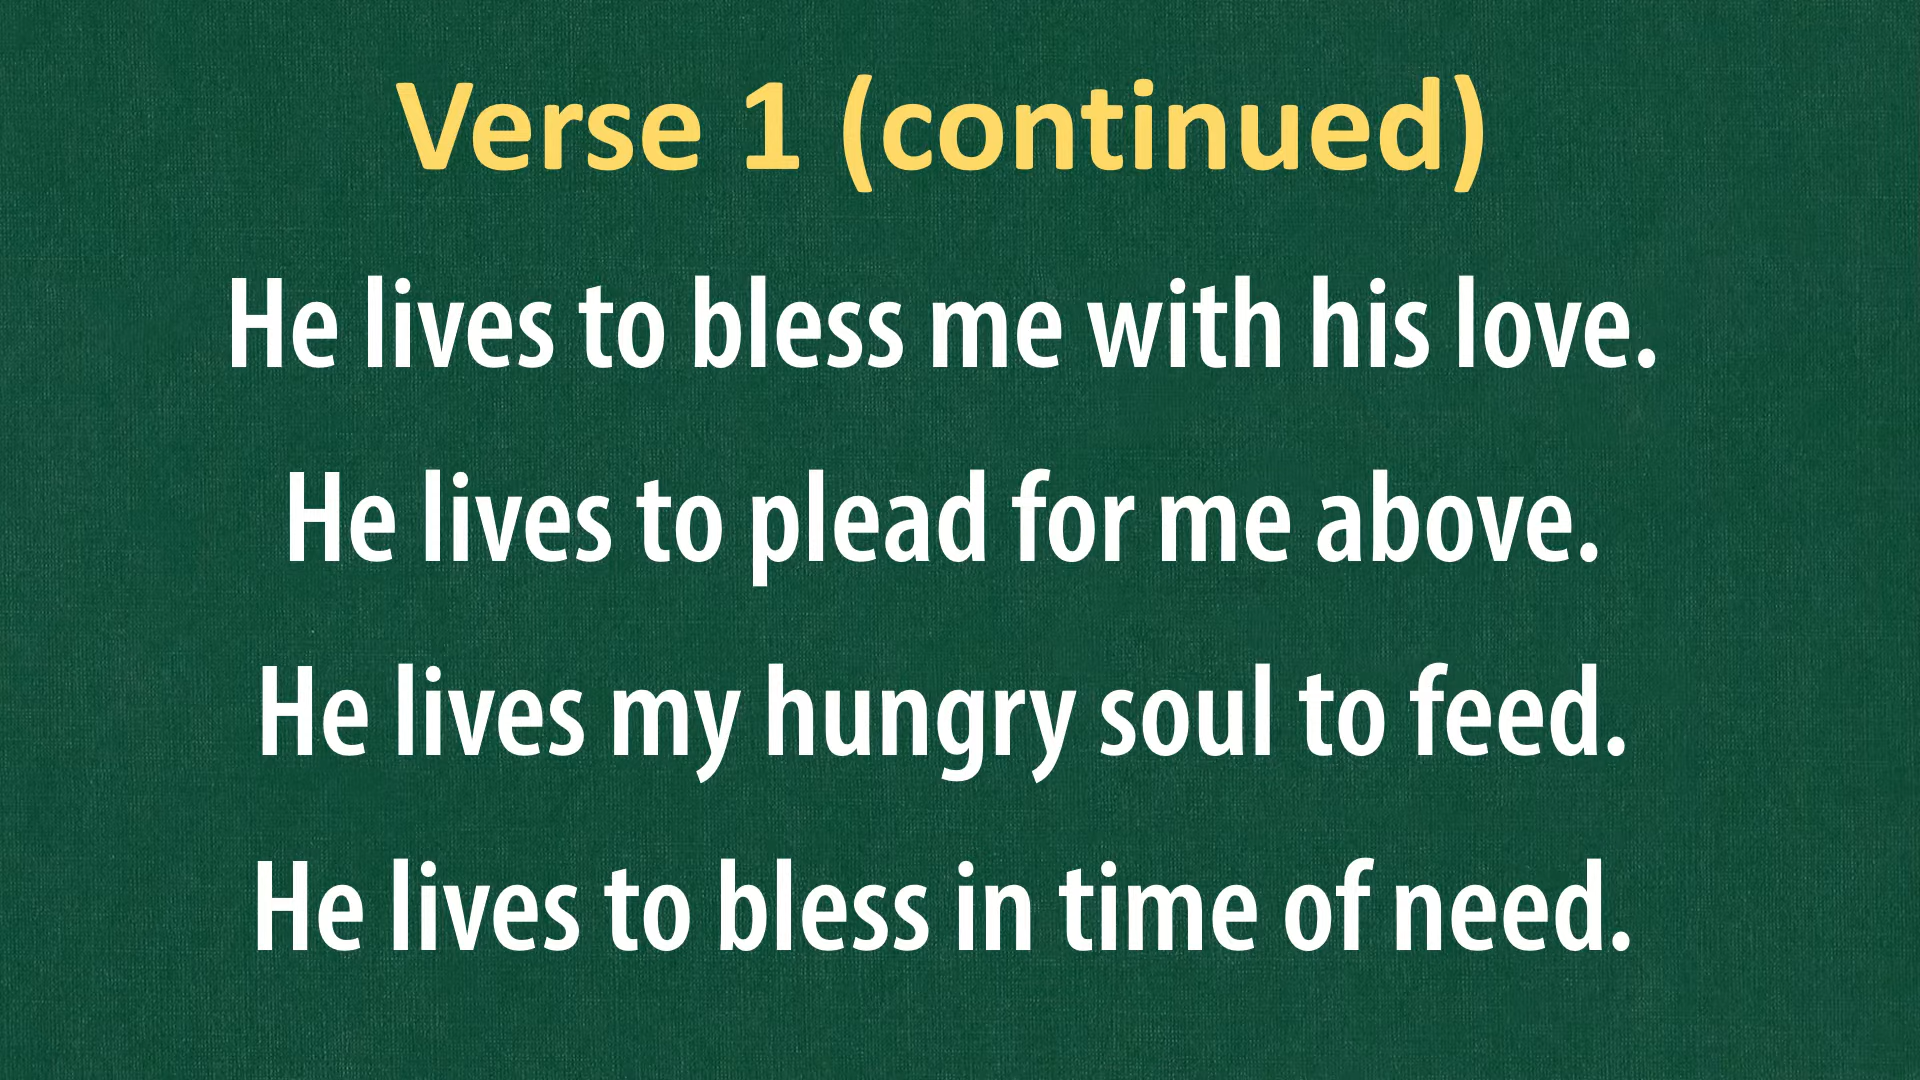 Verse 1 (continued)
He lives to bless me with his love.
He lives to plead for me above.
He lives my hungry soul to feed.
He lives to bless in time of need.